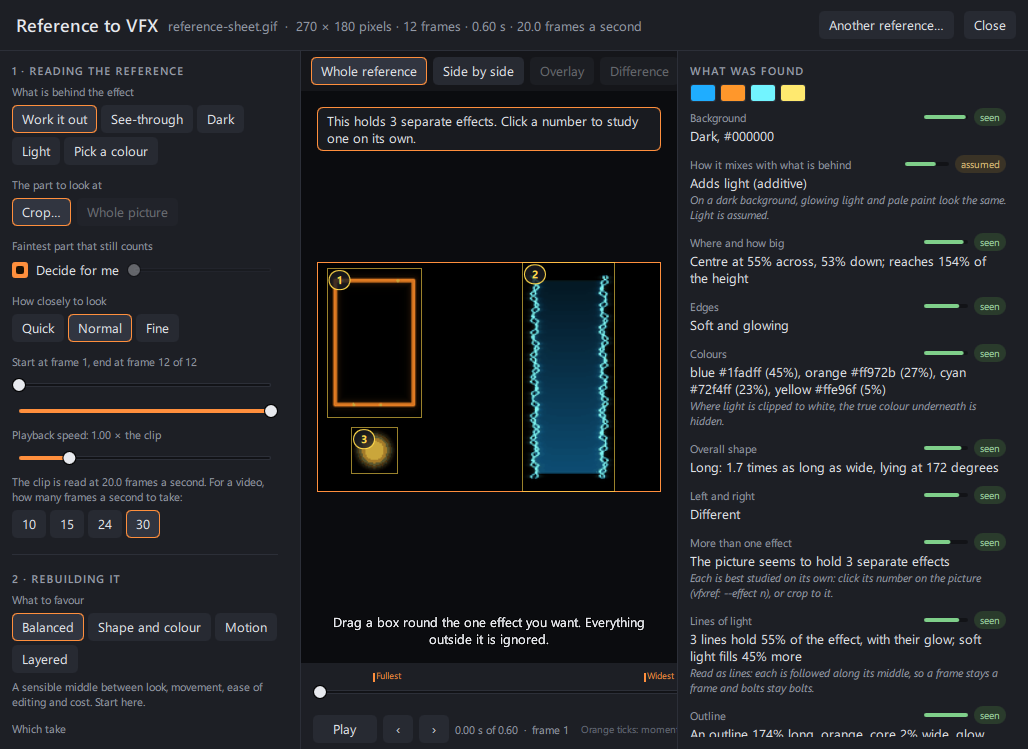 Reference to VFX reference-sheet.gif · 270 × 180 pixels · 12 frames · 0.60 s · 20.0 frames a second
Another reference...
Close
1 · READING THE REFERENCE
What is behind the effect
Work it out
See-through
Dark
Light
Pick a colour
The part to look at
Crop...
Whole picture
Faintest part that still counts
Decide for me
How closely to look
Quick
Normal
Fine
Start at frame 1, end at frame 12 of 12
Playback speed: 1.00 × the clip
The clip is read at 20.0 frames a second. For a video,
how many frames a second to take:
10
15
24
30
2 · REBUILDING IT
What to favour
Balanced
Shape and colour
Motion
Layered
A sensible middle between look, movement, ease of
editing and cost. Start here.
Which take
Whole reference
Side by side
Overlay
Difference
This holds 3 separate effects. Click a number to study
one on its own.
1
2
3
Drag a box round the one effect you want. Everything
outside it is ignored.
Fullest
Widest
Play
‹
›
0.00 s of 0.60 · frame 1
Orange ticks: momen
WHAT WAS FOUND
Background
seen
Dark, #000000
How it mixes with what is behind
assumed
Adds light (additive)
On a dark background, glowing light and pale paint look the same.
Light is assumed.
Where and how big
seen
Centre at 55% across, 53% down; reaches 154% of
the height
Edges
seen
Soft and glowing
Colours
seen
blue #1fadff (45%), orange #ff972b (27%), cyan
#72f4ff (23%), yellow #ffe96f (5%)
Where light is clipped to white, the true colour underneath is
hidden.
Overall shape
seen
Long: 1.7 times as long as wide, lying at 172 degrees
Left and right
seen
Different
More than one effect
seen
The picture seems to hold 3 separate effects
Each is best studied on its own: click its number on the picture
(vfxref: --effect n), or crop to it.
Lines of light
seen
3 lines hold 55% of the effect, with their glow; soft
light fills 45% more
Read as lines: each is followed along its middle, so a frame stays a
frame and bolts stay bolts.
Outline
seen
An outline 174% long, orange, core 2% wide, glow